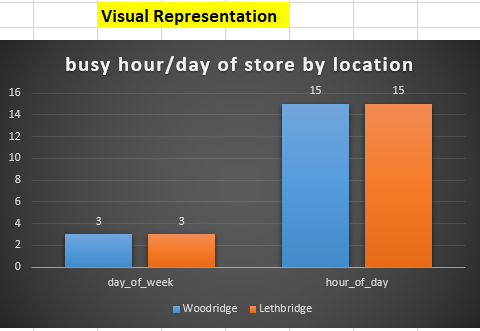 Visual Representation
busy hour/day of store by location
16
14
12
10
8
6
4
2
0
3
3
15
15
day_of_week
hour_of_day
Woodridge
Lethbridge